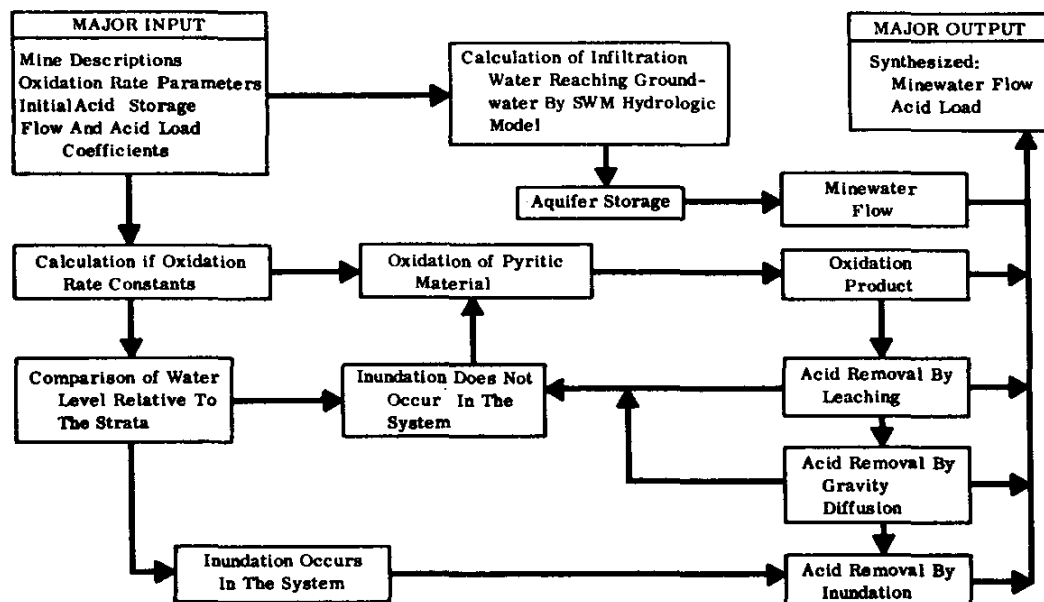 MAJOR INPUT
Mine Descriptions
Oxidation Rate Parameters
Initial Acid Storage
Flow And Acid Load
Coefficients
Calculation of Infiltration
Water Reaching Ground-
water By SWM Hydrologic
Model
MAJOR OUTPUT
Synthesized:
Minewater Flow
Acid Load
Aquifer Storage
Minewater
Flow
Calculation if Oxidation
Rate Constants
Oxidation of Pyritic
Material
Oxidation
Product
Comparison of Water
Level Relative To
The Strata
Inundation Does Not
Occur In The
System
Acid Removal By
Leaching
Acid Removal By
Gravity
Diffusion
Inundation Occurs
In The System
Acid Removal By
Inundation